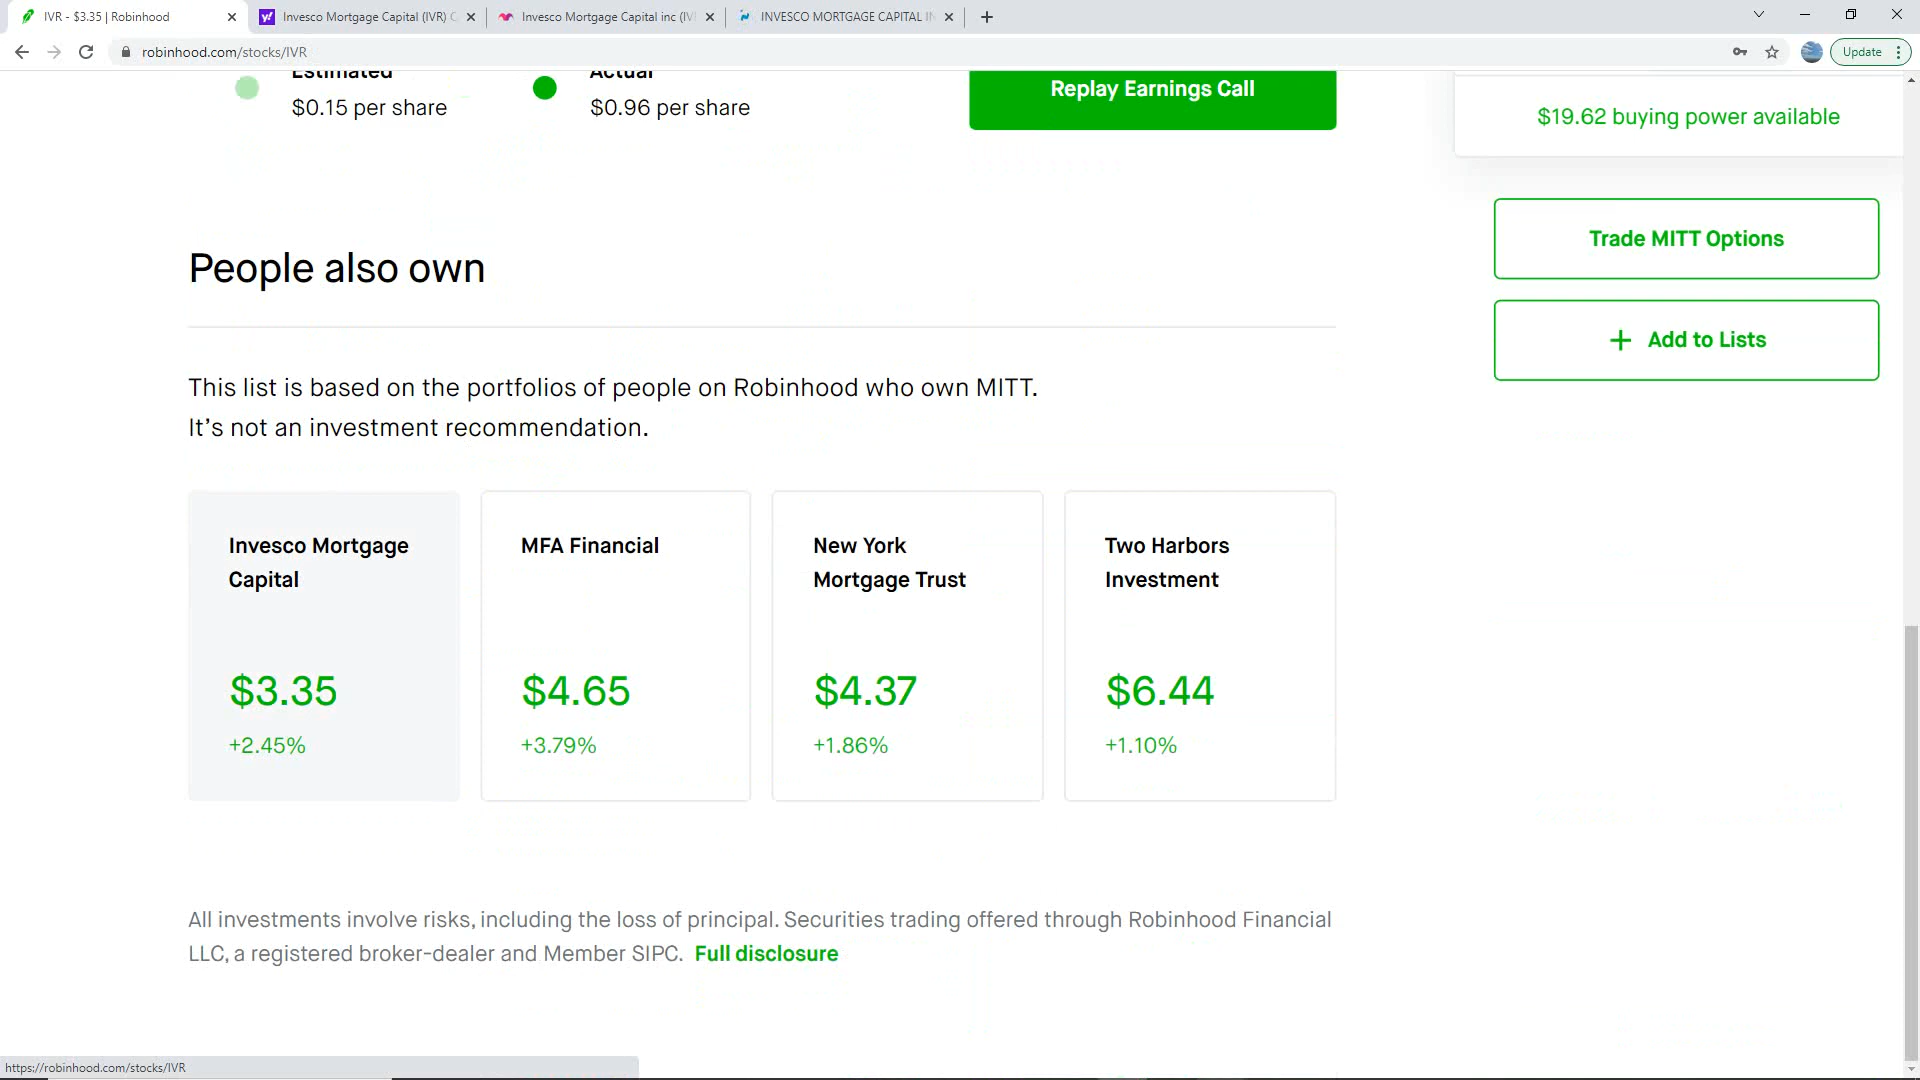 IVR - $3.35 | Robinhood
Invesco Mortgage Capital (IVR)
Invesco Mortgage Capital inc (IV
INVESCO MORTGAGE CAPITAL IN
robinhood.com/stocks/IVR
Update
Estimated
Actual
$0.15 per share
$0.96 per share
Replay Earnings Call
$19.62 buying power available
Trade MITT Options
+ Add to Lists
People also own
This list is based on the portfolios of people on Robinhood who own MITT.
It’s not an investment recommendation.
Invesco Mortgage
Capital
$3.35
+2.45%
MFA Financial
$4.65
+3.79%
New York
Mortgage Trust
$4.37
+1.86%
Two Harbors
Investment
$6.44
+1.10%
All investments involve risks, including the loss of principal. Securities trading offered through Robinhood Financial
LLC, a registered broker-dealer and Member SIPC. Full disclosure
https://robinhood.com/stocks/IVR